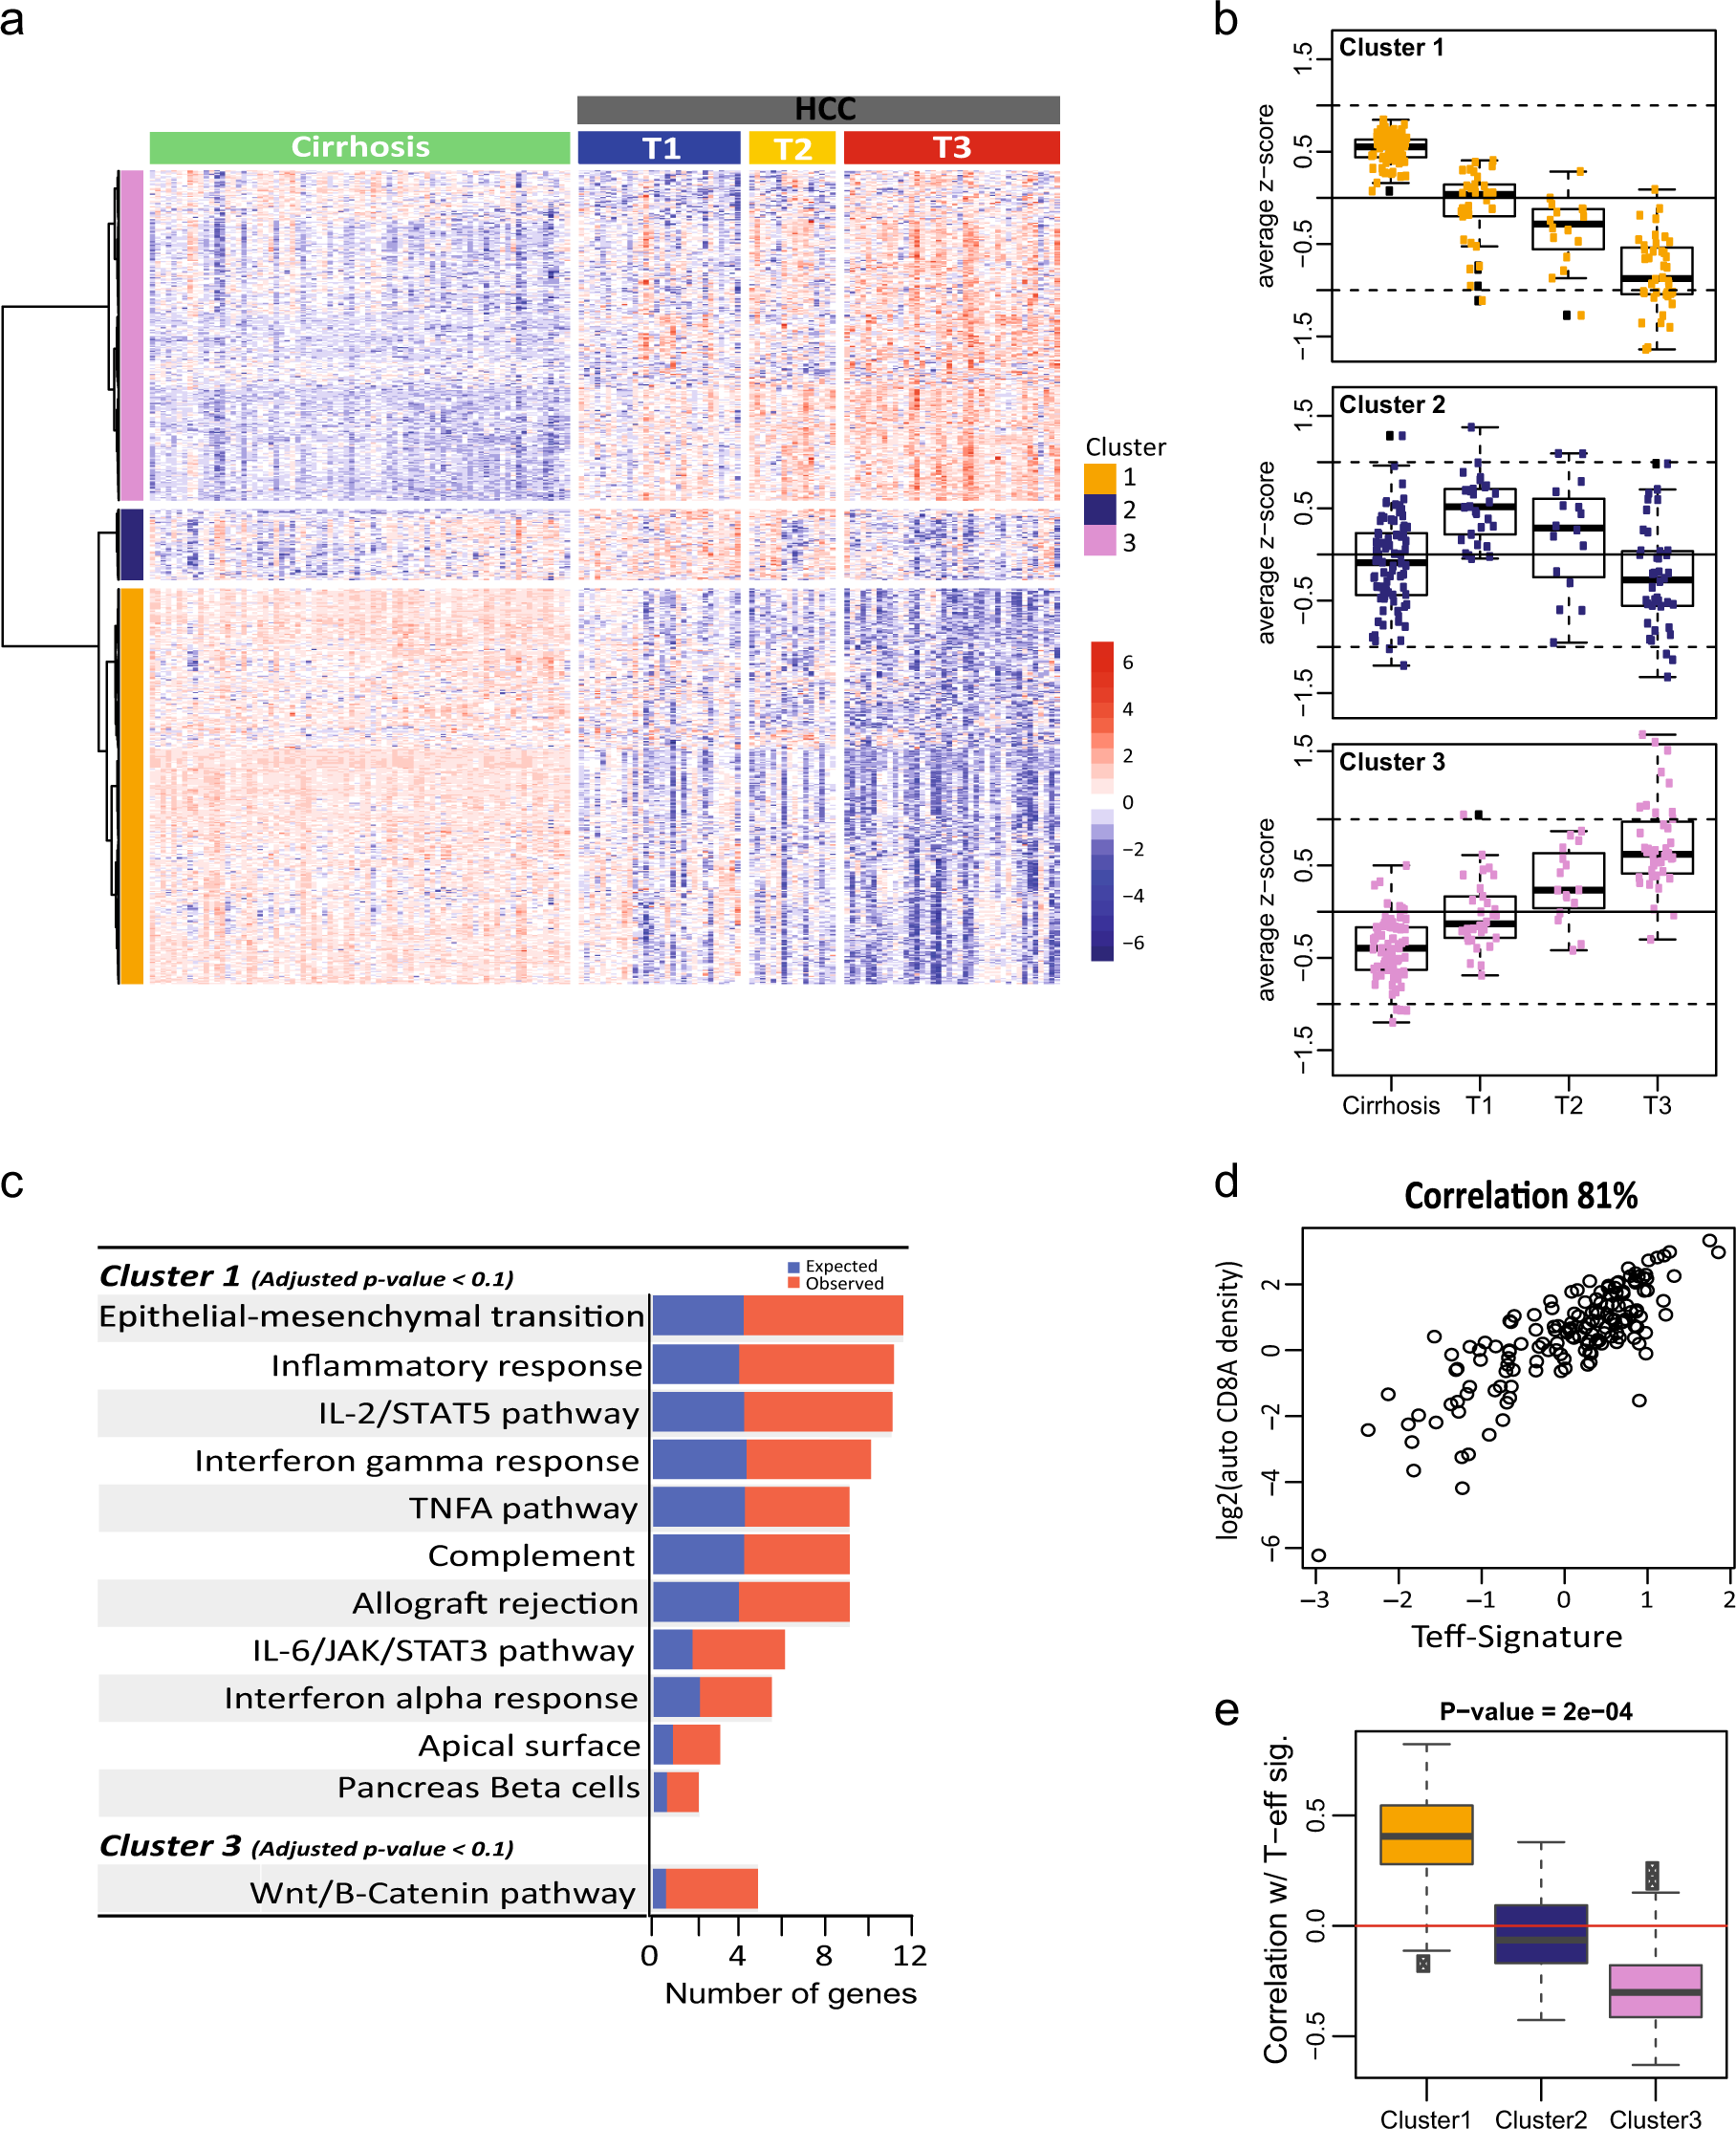 a
HCC
Cirrhosis
T1
T2
T3
Cluster
1
2
3
6
4
2
0
−2
−4
−6
b
Cluster 1
average z−score
1.5
0.5
−0.5
−1.5
Cluster 2
average z−score
1.5
0.5
−0.5
−1.5
Cluster 3
average z−score
1.5
0.5
−0.5
−1.5
Cirrhosis T1 T2 T3
c
Cluster 1 (Adjusted p-value < 0.1)
Expected
Observed
Epithelial-mesenchymal transition
Inflammatory response
IL-2/STAT5 pathway
Interferon gamma response
TNFA pathway
Complement
Allograft rejection
IL-6/JAK/STAT3 pathway
Interferon alpha response
Apical surface
Pancreas Beta cells
Cluster 3 (Adjusted p-value < 0.1)
Wnt/B-Catenin pathway
0 4 8 12
Number of genes
d
Correlation 81%
log2(auto CD8A density)
2
0
−2
−4
−6
−3 −2 −1 0 1 2
Teff-Signature
e
P−value = 2e−04
Correlation w/ T−eff sig.
0.5
0.0
−0.5
Cluster1 Cluster2 Cluster3